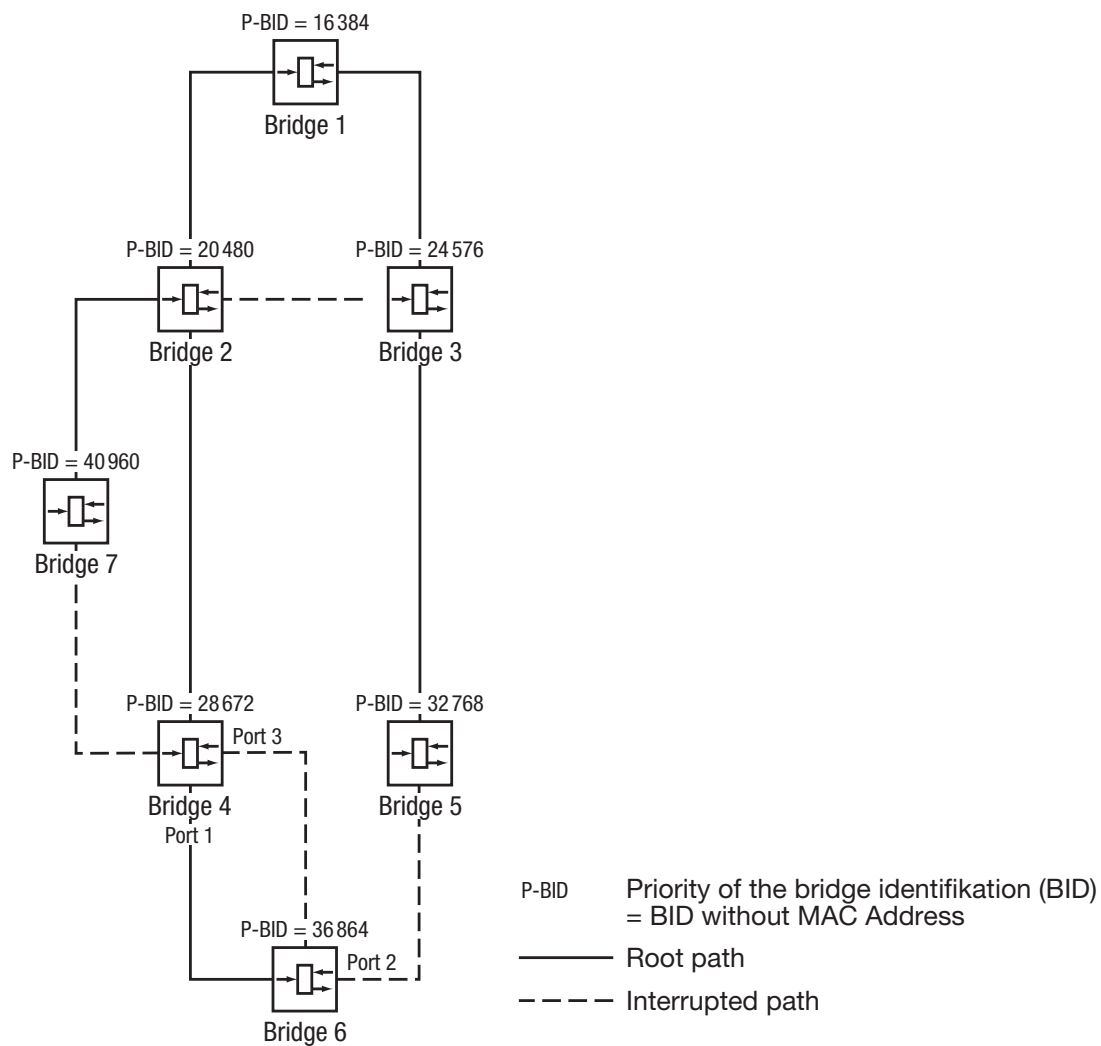 P-BID = 16 384
Bridge 1
P-BID = 20 480
P-BID = 24 576
Bridge 2
Bridge 3
P-BID = 40 960
Bridge 7
P-BID = 28 672
P-BID = 32 768
Port 3
Bridge 4
Bridge 5
Port 1
P-BID = 36 864
Port 2
Bridge 6
P-BID Priority of the bridge identifikation (BID)
= BID without MAC Address
Root path
Interrupted path